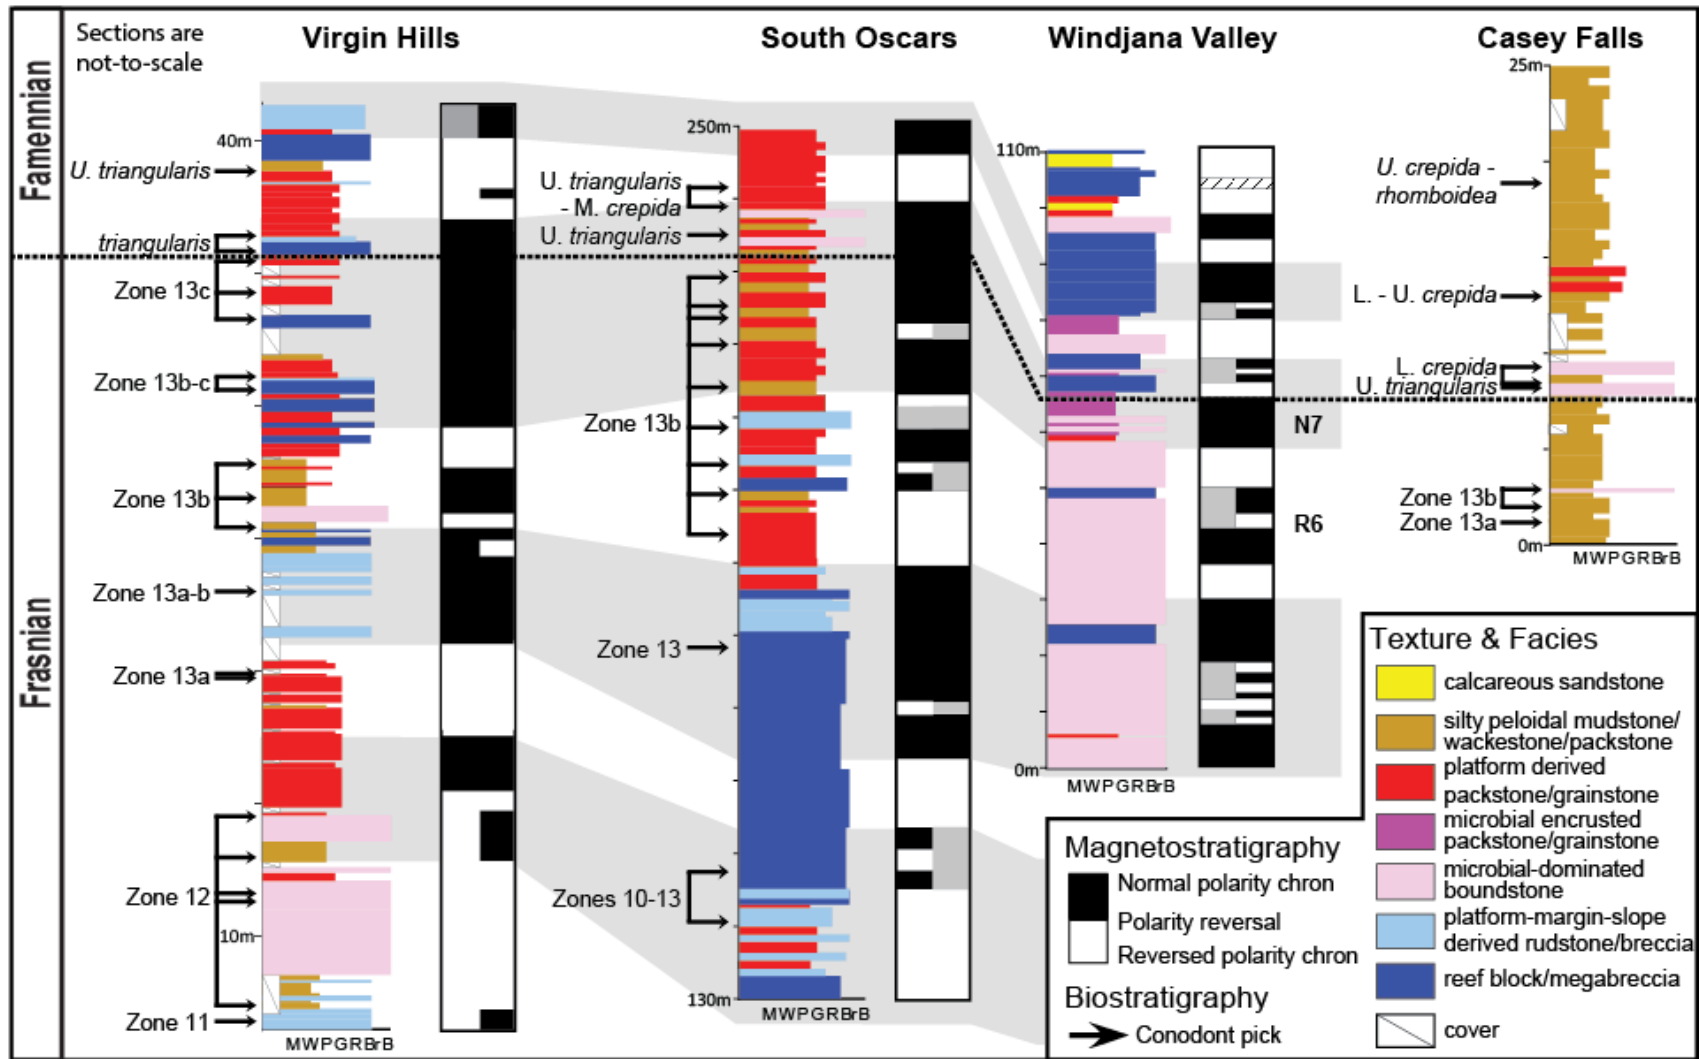 Sections are
not-to-scale
Virgin Hills
South Oscars
Windjana Valley
Casey Falls
Famennian
Frasnian
40m
10m
U. triangularis
triangularis
Zone 13c
Zone 13b-c
Zone 13b
Zone 13a-b
Zone 13a
Zone 12
Zone 11
MWPGRBrB
250m
130m
U. triangularis
- M. crepida
U. triangularis
Zone 13b
Zone 13
Zones 10-13
MWPGRBrB
110m
0m
MWPGRBrB
N7
R6
25m
0m
U. crepida -
rhomboidea
L. - U. crepida
L. crepida
U. triangularis
Zone 13b
Zone 13a
MWPGRBrB
Magnetostratigraphy
Normal polarity chron
Polarity reversal
Reversed polarity chron
Biostratigraphy
Conodont pick
Texture & Facies
calcareous sandstone
silty peloidal mudstone/
wackestone/packstone
platform derived
packstone/grainstone
microbial encrusted
packstone/grainstone
microbial-dominated
boundstone
platform-margin-slope
derived rudstone/breccia
reef block/megabreccia
cover